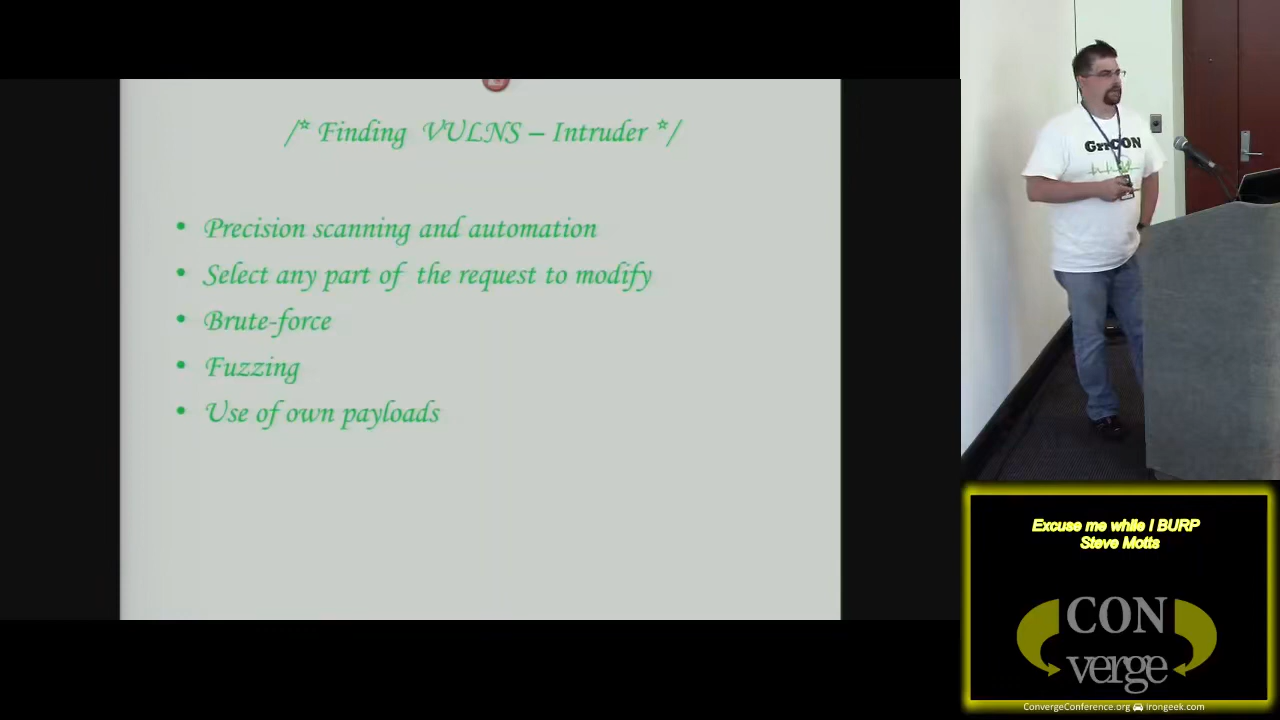 /* Finding VULNS – Intruder */
• Precision scanning and automation
• Select any part of the request to modify
• Brute-force
• Fuzzing
• Use of own payloads
GrrCON
Excuse me while I BURP
Steve Motts
CON
verge
ConvergeConference.org irongeek.com